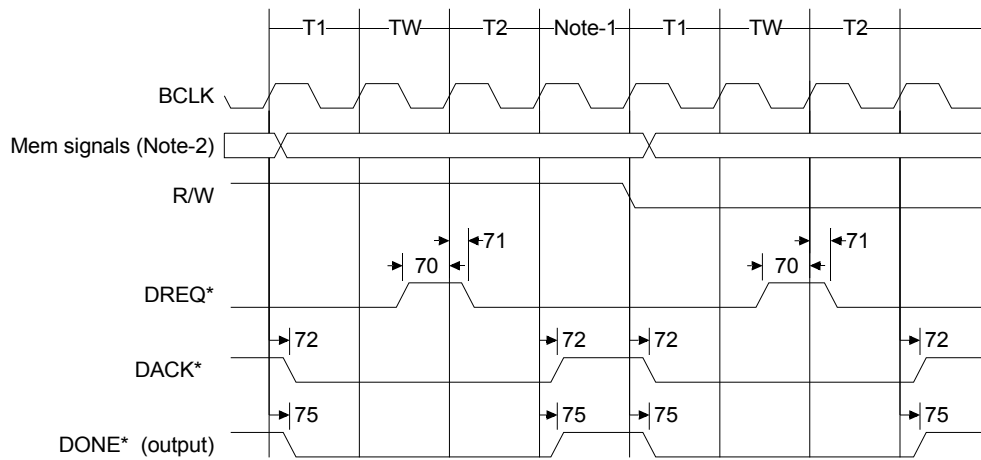 T1 TW T2 Note-1 T1 TW T2
BCLK
Mem signals (Note-2)
R/W
71 71
70 70
DREQ*
72 72 72 72
DACK*
75 75 75 75
DONE* (output)